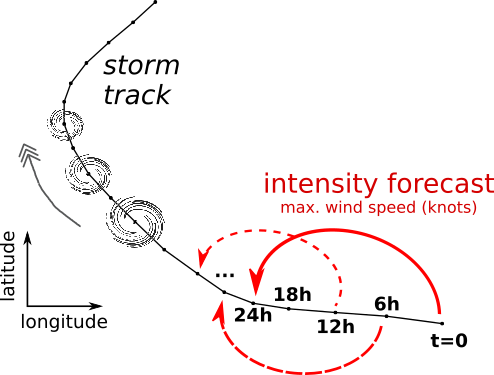 storm
track
intensity forecast
max. wind speed (knots)
latitude
longitude
...
24h
18h
12h
6h
t=0